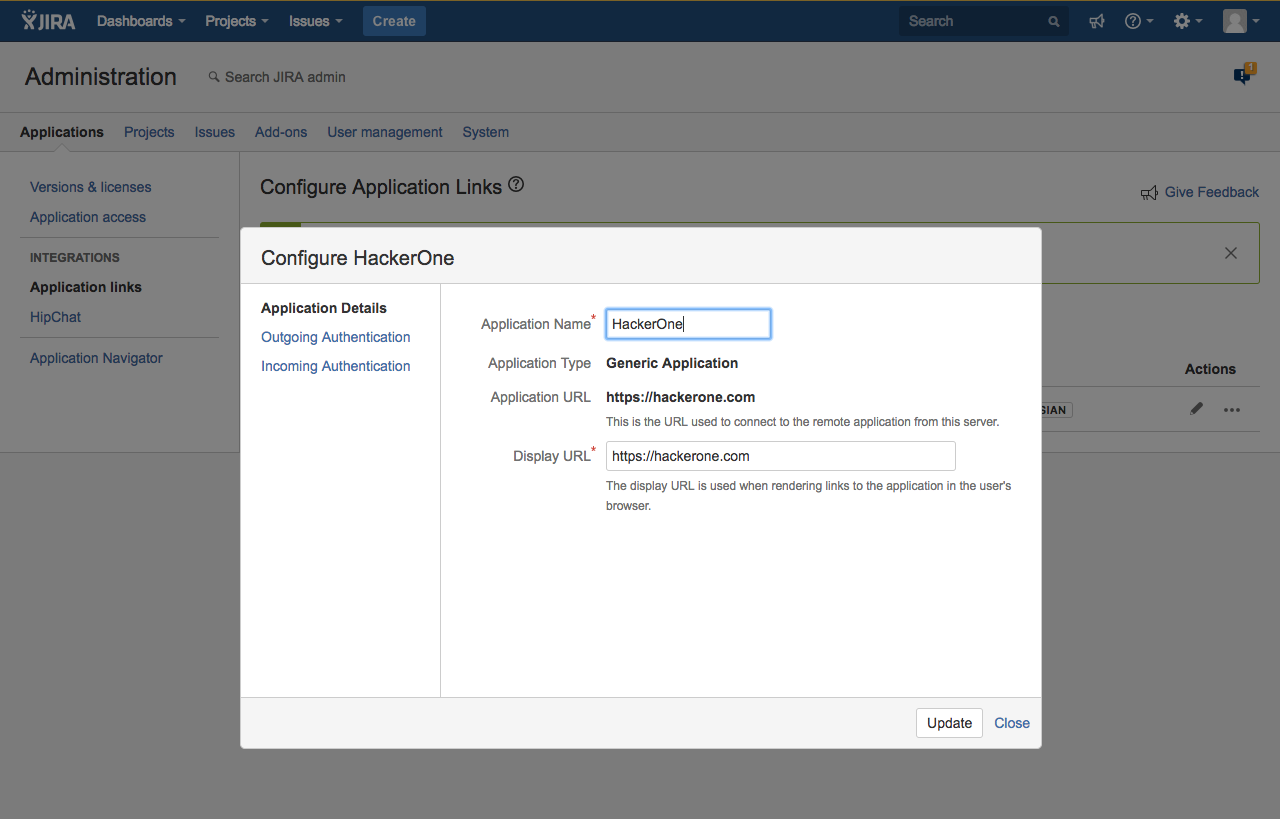 JIRA Dashboards Projects Issues Create Search
Administration Search JIRA admin 1
Applications Projects Issues Add-ons User management System
Versions & licenses
Application access
INTEGRATIONS
Application links
HipChat
Application Navigator
Configure Application Links ?
Give Feedback
Actions
SIAN
Configure HackerOne
Application Details
Outgoing Authentication
Incoming Authentication
Application Name* HackerOne
Application Type Generic Application
Application URL https://hackerone.com
This is the URL used to connect to the remote application from this server.
Display URL* https://hackerone.com
The display URL is used when rendering links to the application in the user's
browser.
Update Close